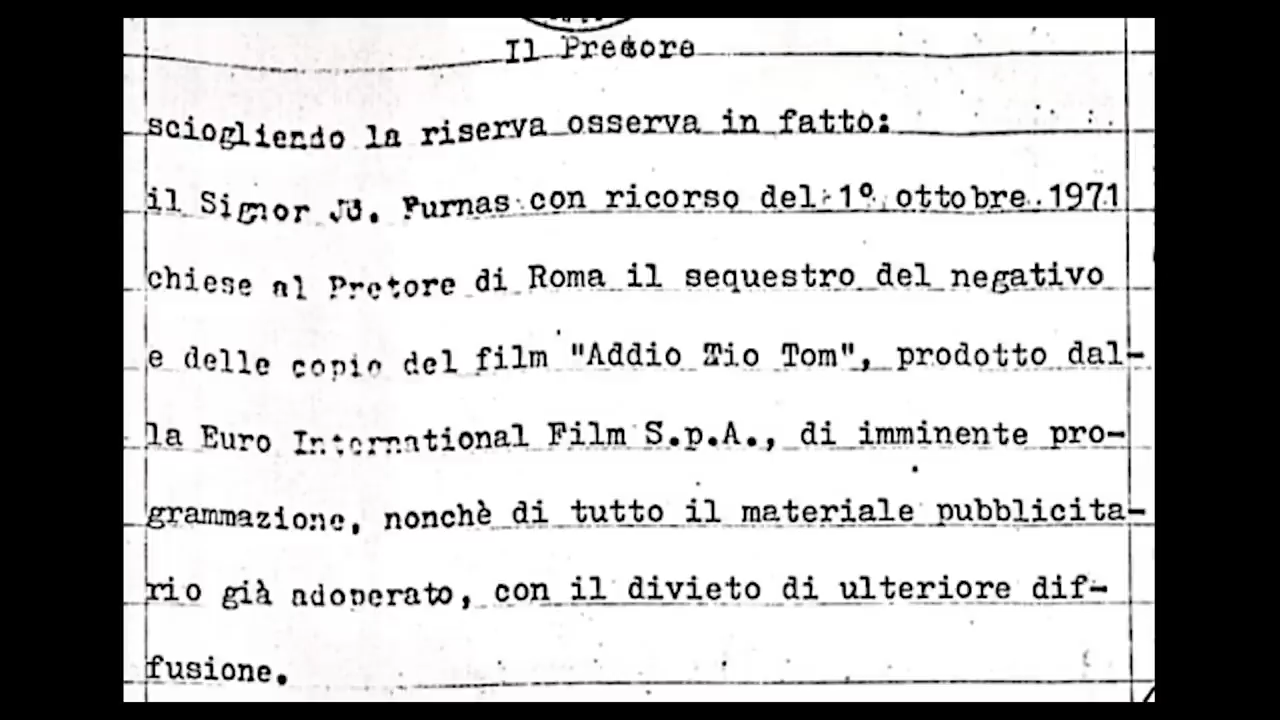 Il Pretore
sciogliendo la riserva osserva in fatto:
il Signor Furnas con ricorso del 1º ottobre 1971
chiese al Pretore di Roma il sequestro del negativo
e delle copie del film "Addio Zio Tom", prodotto dal-
la Euro International Film S.p.A., di imminente pro-
grammazione, nonchè di tutto il materiale pubblicita-
rio già adoperato, con il divieto di ulteriore dif-
fusione.